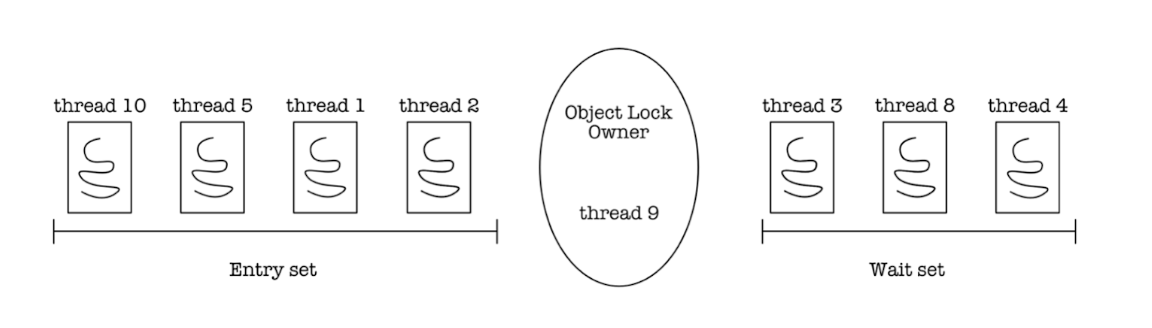 thread 10 thread 5 thread 1 thread 2
Object Lock
Owner
thread 9
thread 3 thread 8 thread 4
Entry set
Wait set